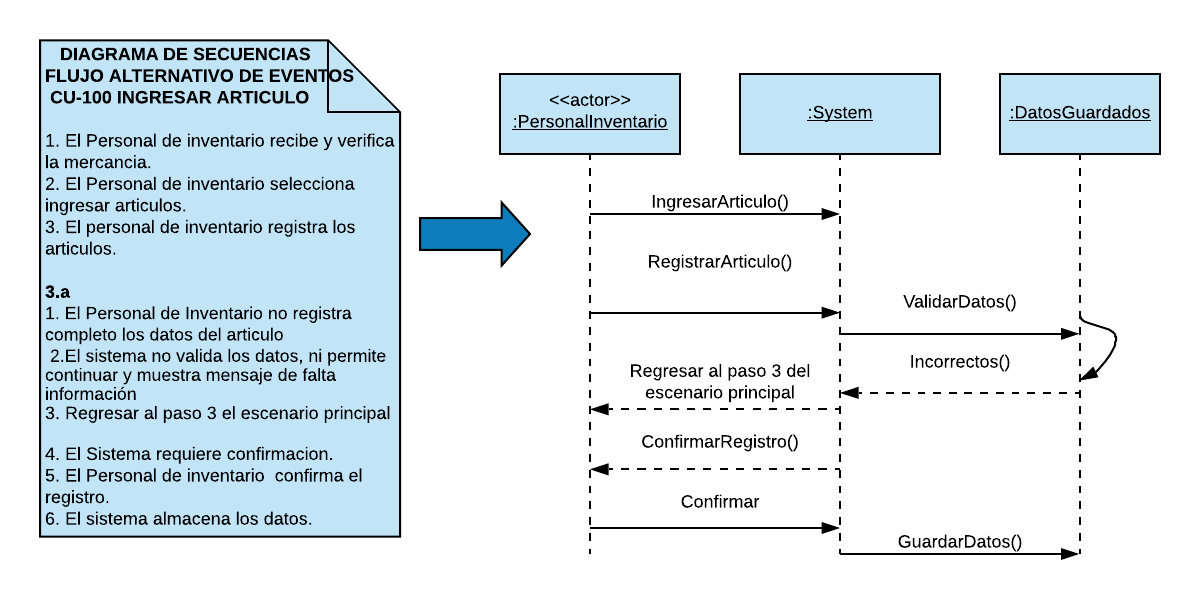 DIAGRAMA DE SECUENCIAS
FLUJO ALTERNATIVO DE EVENTOS
CU-100 INGRESAR ARTICULO
1. El Personal de inventario recibe y verifica
la mercancia.
2. El Personal de inventario selecciona
ingresar articulos.
3. El personal de inventario registra los
articulos.
3.a
1. El Personal de Inventario no registra
completo los datos del articulo
2.El sistema no valida los datos, ni permite
continuar y muestra mensaje de falta
información
3. Regresar al paso 3 el escenario principal
4. El Sistema requiere confirmacion.
5. El Personal de inventario  confirma el
registro.
6. El sistema almacena los datos.
<<actor>>
:PersonalInventario
:System
:DatosGuardados
IngresarArticulo()
RegistrarArticulo()
ValidarDatos()
Incorrectos()
Regresar al paso 3 del
escenario principal
ConfirmarRegistro()
Confirmar
GuardarDatos()